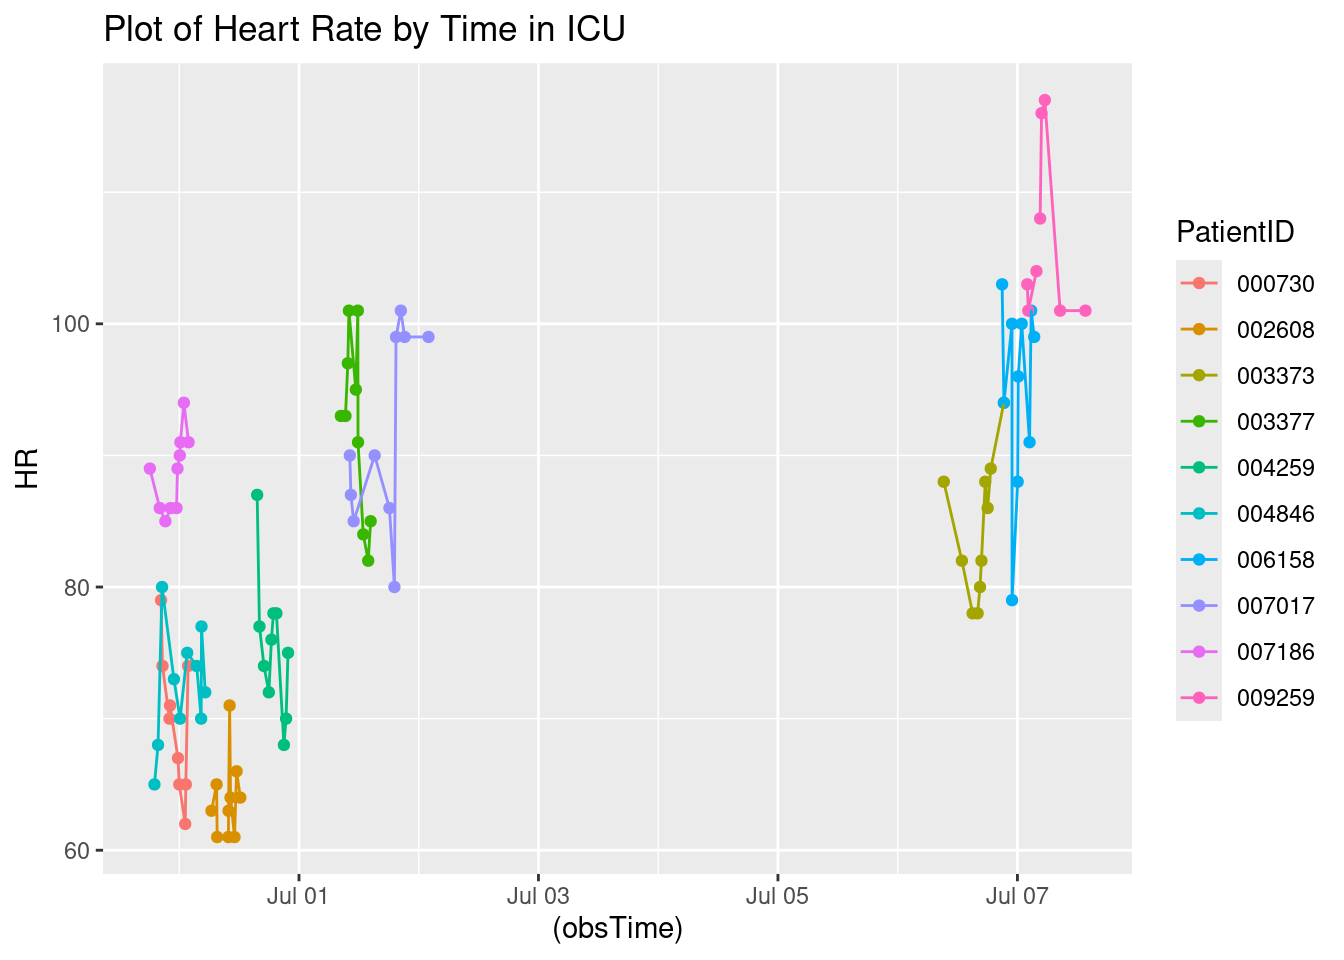 Plot of Heart Rate by Time in ICU
HR
100
80
60
Jul 01
Jul 03
Jul 05
Jul 07
(obsTime)
PatientID
000730
002608
003373
003377
004259
004846
006158
007017
007186
009259